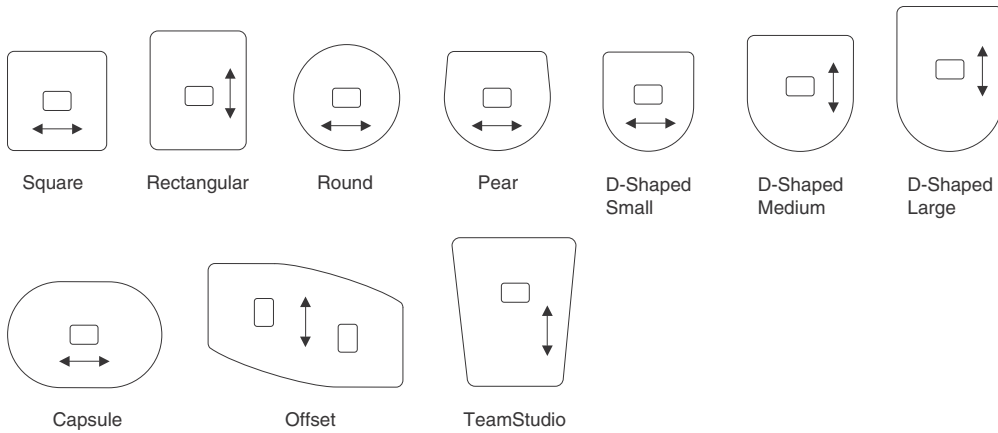 Square
Rectangular
Round
Pear
D-Shaped
Small
D-Shaped
Medium
D-Shaped
Large
Capsule
Offset
TeamStudio